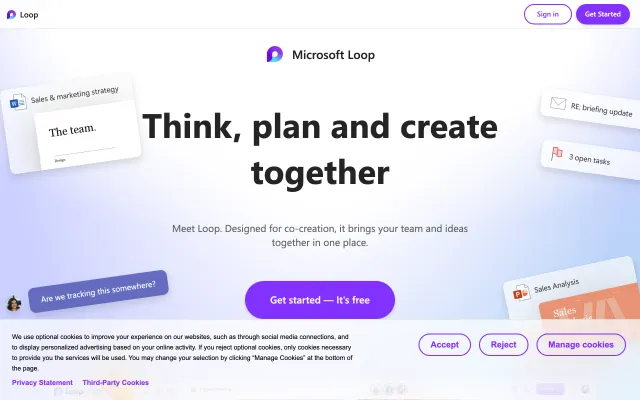 Loop
Sign in
Get Started
Microsoft Loop
Sales & marketing strategy
The team.
RE: briefing update
3 open tasks
Think, plan and create
together
Meet Loop. Designed for co-creation, it brings your team and ideas
together in one place.
Are we tracking this somewhere?
Get started — It's free
Sales Analysis
Sales
We use optional cookies to improve your experience on our websites, such as through social media connections, and
to display personalized advertising based on your online activity. If you reject optional cookies, only cookies necessary
to provide you the services will be used. You may change your selection by clicking "Manage Cookies" at the bottom of
the page.
Privacy Statement
Third-Party Cookies
Accept
Reject
Manage cookies